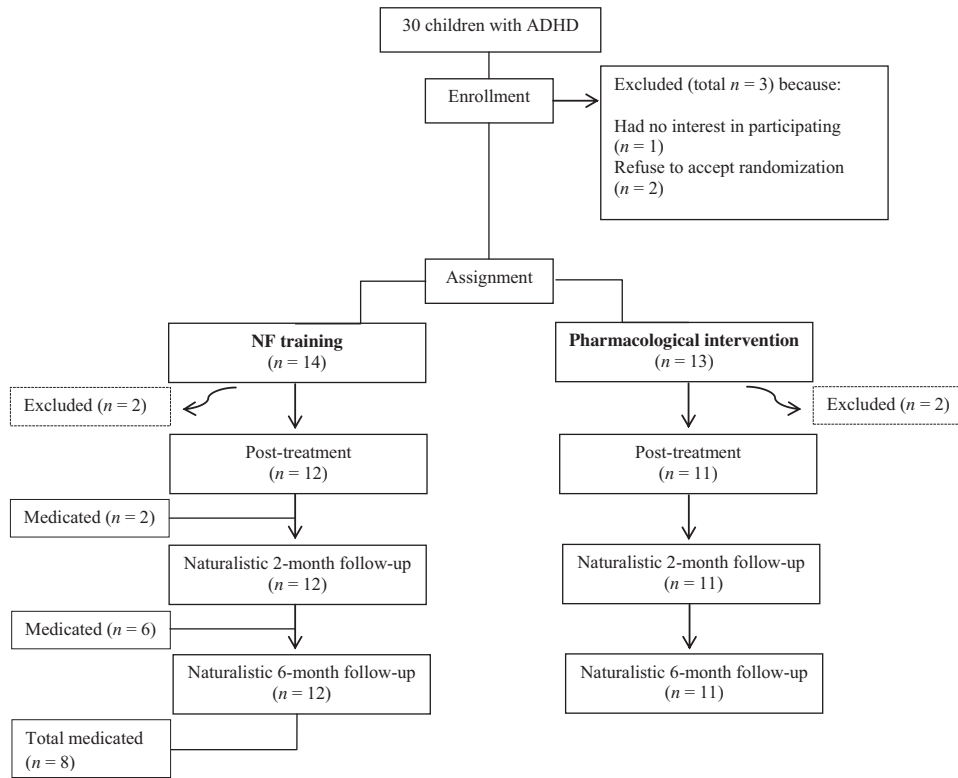 30 children with ADHD
Enrollment
Excluded (total n = 3) because:
Had no interest in participating
(n = 1)
Refuse to accept randomization
(n = 2)
Assignment
NF training
(n = 14)
Pharmacological intervention
(n = 13)
Excluded (n = 2)
Excluded (n = 2)
Post-treatment
(n = 12)
Post-treatment
(n = 11)
Medicated (n = 2)
Naturalistic 2-month follow-up
(n = 12)
Naturalistic 2-month follow-up
(n = 11)
Medicated (n = 6)
Naturalistic 6-month follow-up
(n = 12)
Naturalistic 6-month follow-up
(n = 11)
Total medicated
(n = 8)